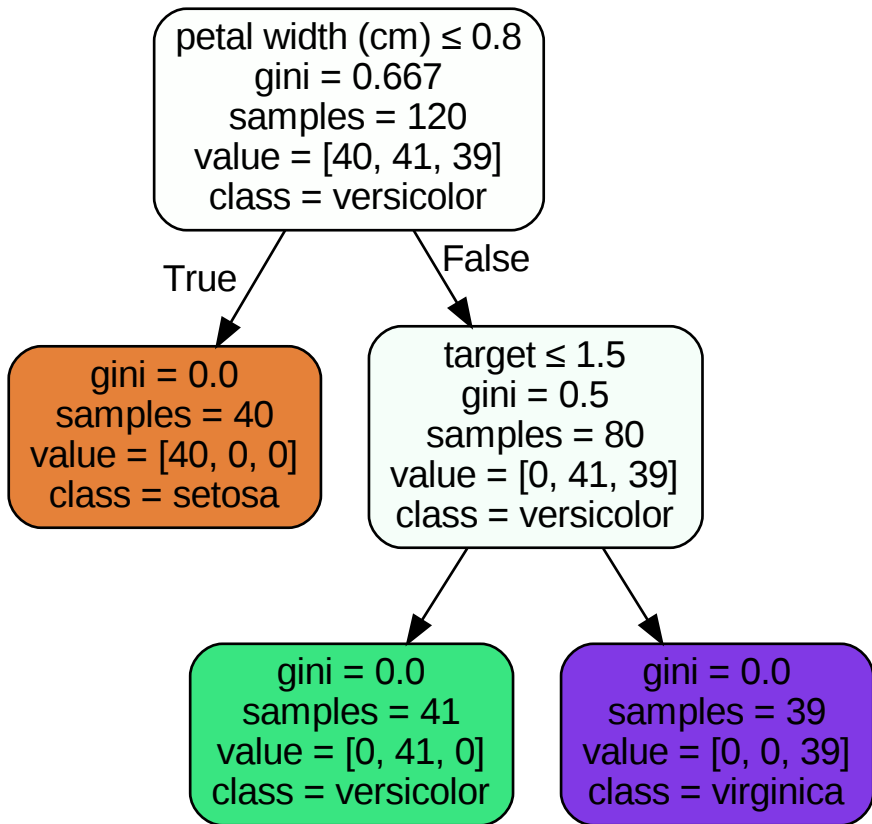 petal width (cm) ≤ 0.8
gini = 0.667
samples = 120
value = [40, 41, 39]
class = versicolor
True
False
gini = 0.0
samples = 40
value = [40, 0, 0]
class = setosa
target ≤ 1.5
gini = 0.5
samples = 80
value = [0, 41, 39]
class = versicolor
gini = 0.0
samples = 41
value = [0, 41, 0]
class = versicolor
gini = 0.0
samples = 39
value = [0, 0, 39]
class = virginica